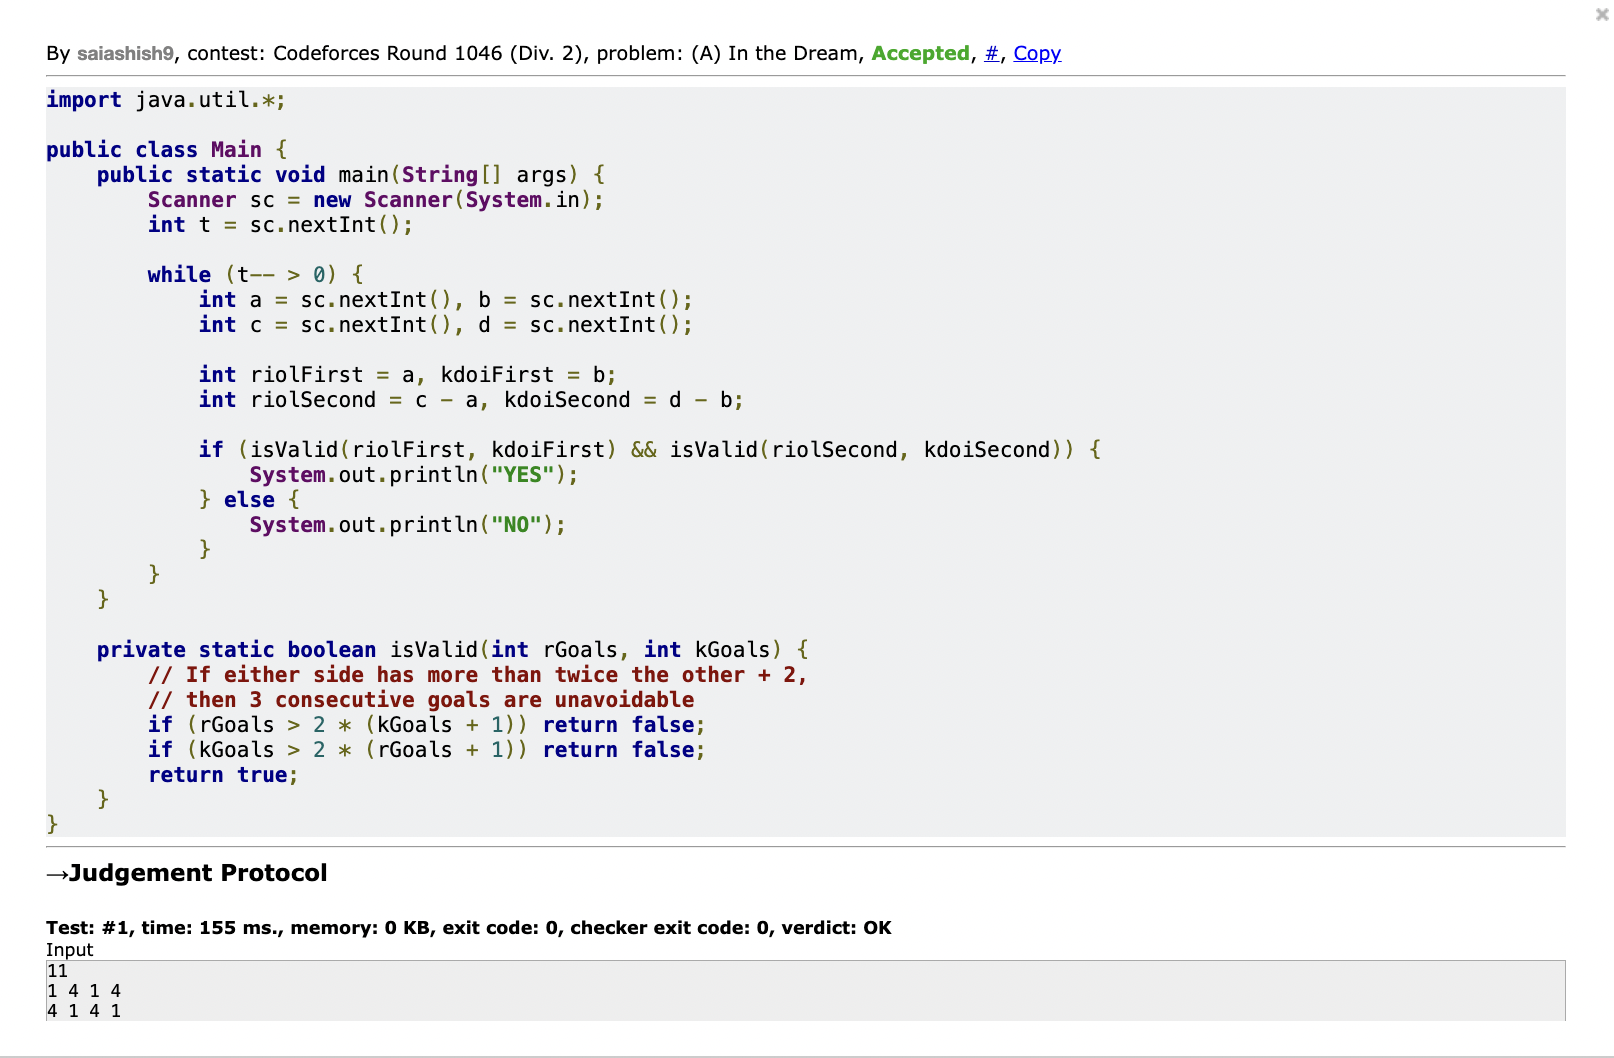 By saiashish9, contest: Codeforces Round 1046 (Div. 2), problem: (A) In the Dream, Accepted, #, Copy
import java.util.*;
public class Main {
    public static void main(String[] args) {
        Scanner sc = new Scanner(System.in);
        int t = sc.nextInt();
        while (t-- > 0) {
            int a = sc.nextInt(), b = sc.nextInt();
            int c = sc.nextInt(), d = sc.nextInt();
            int riolFirst = a, kdoiFirst = b;
            int riolSecond = c - a, kdoiSecond = d - b;
            if (isValid(riolFirst, kdoiFirst) && isValid(riolSecond, kdoiSecond)) {
                System.out.println("YES");
            } else {
                System.out.println("NO");
            }
        }
    }
    private static boolean isValid(int rGoals, int kGoals) {
        // If either side has more than twice the other + 2,
        // then 3 consecutive goals are unavoidable
        if (rGoals > 2 * (kGoals + 1)) return false;
        if (kGoals > 2 * (rGoals + 1)) return false;
        return true;
    }
}
→Judgement Protocol
Test: #1, time: 155 ms., memory: 0 KB, exit code: 0, checker exit code: 0, verdict: OK
Input
11
1 4 1 4
4 1 4 1